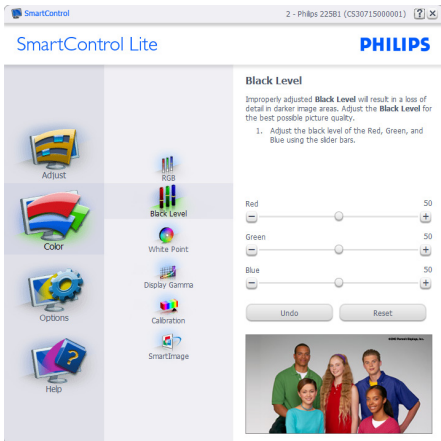 SmartControl
2 - Philips 225B1 (CS30715000001)
SmartControl Lite
PHILIPS
Adjust
Color
Options
Help
RGB
Black Level
White Point
Display Gamma
Calibration
SmartImage
Black Level
Improperly adjusted Black Level will result in a loss of
detail in darker image areas. Adjust the Black Level for
the best possible picture quality.
1. Adjust the black level of the Red, Green, and
Blue using the slider bars.
Red 50
Green 50
Blue 50
Undo Reset